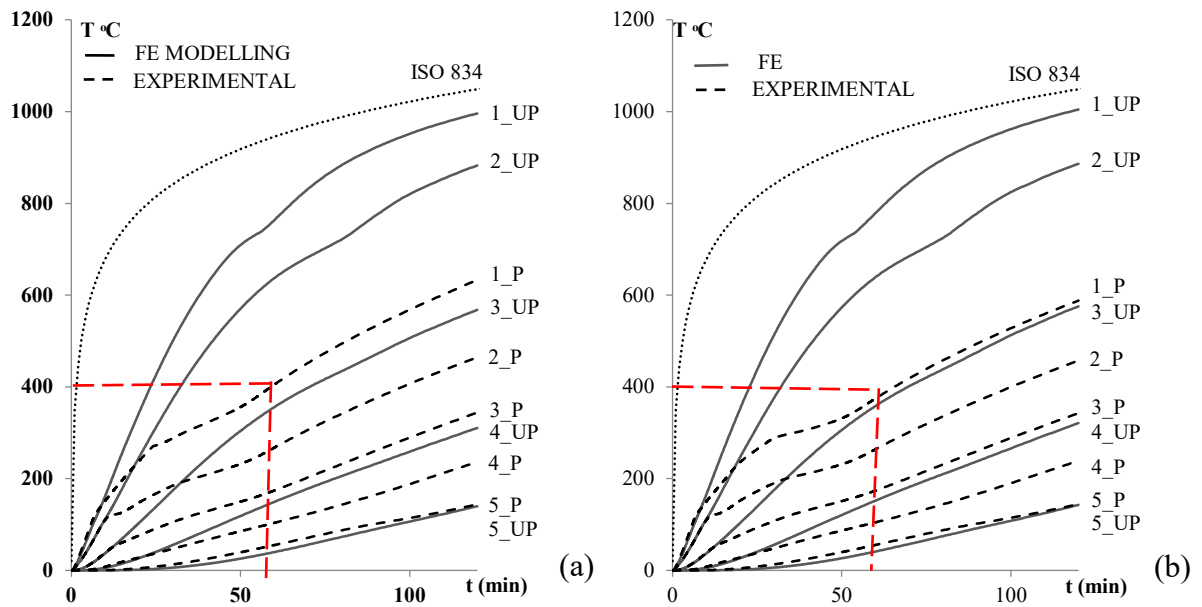 1200
T °C
FE MODELLING
EXPERIMENTAL
ISO 834
1000
1_UP
2_UP
800
600
1_P
3_UP
2_P
400
3_P
4_UP
200
4_P
5_P
5_UP
0
0
50
100
t (min)
(a)
1200
T °C
FE
EXPERIMENTAL
ISO 834
1000
1_UP
2_UP
800
600
1_P
3_UP
2_P
400
3_P
4_UP
200
4_P
5_P
5_UP
0
0
50
100
t (min)
(b)